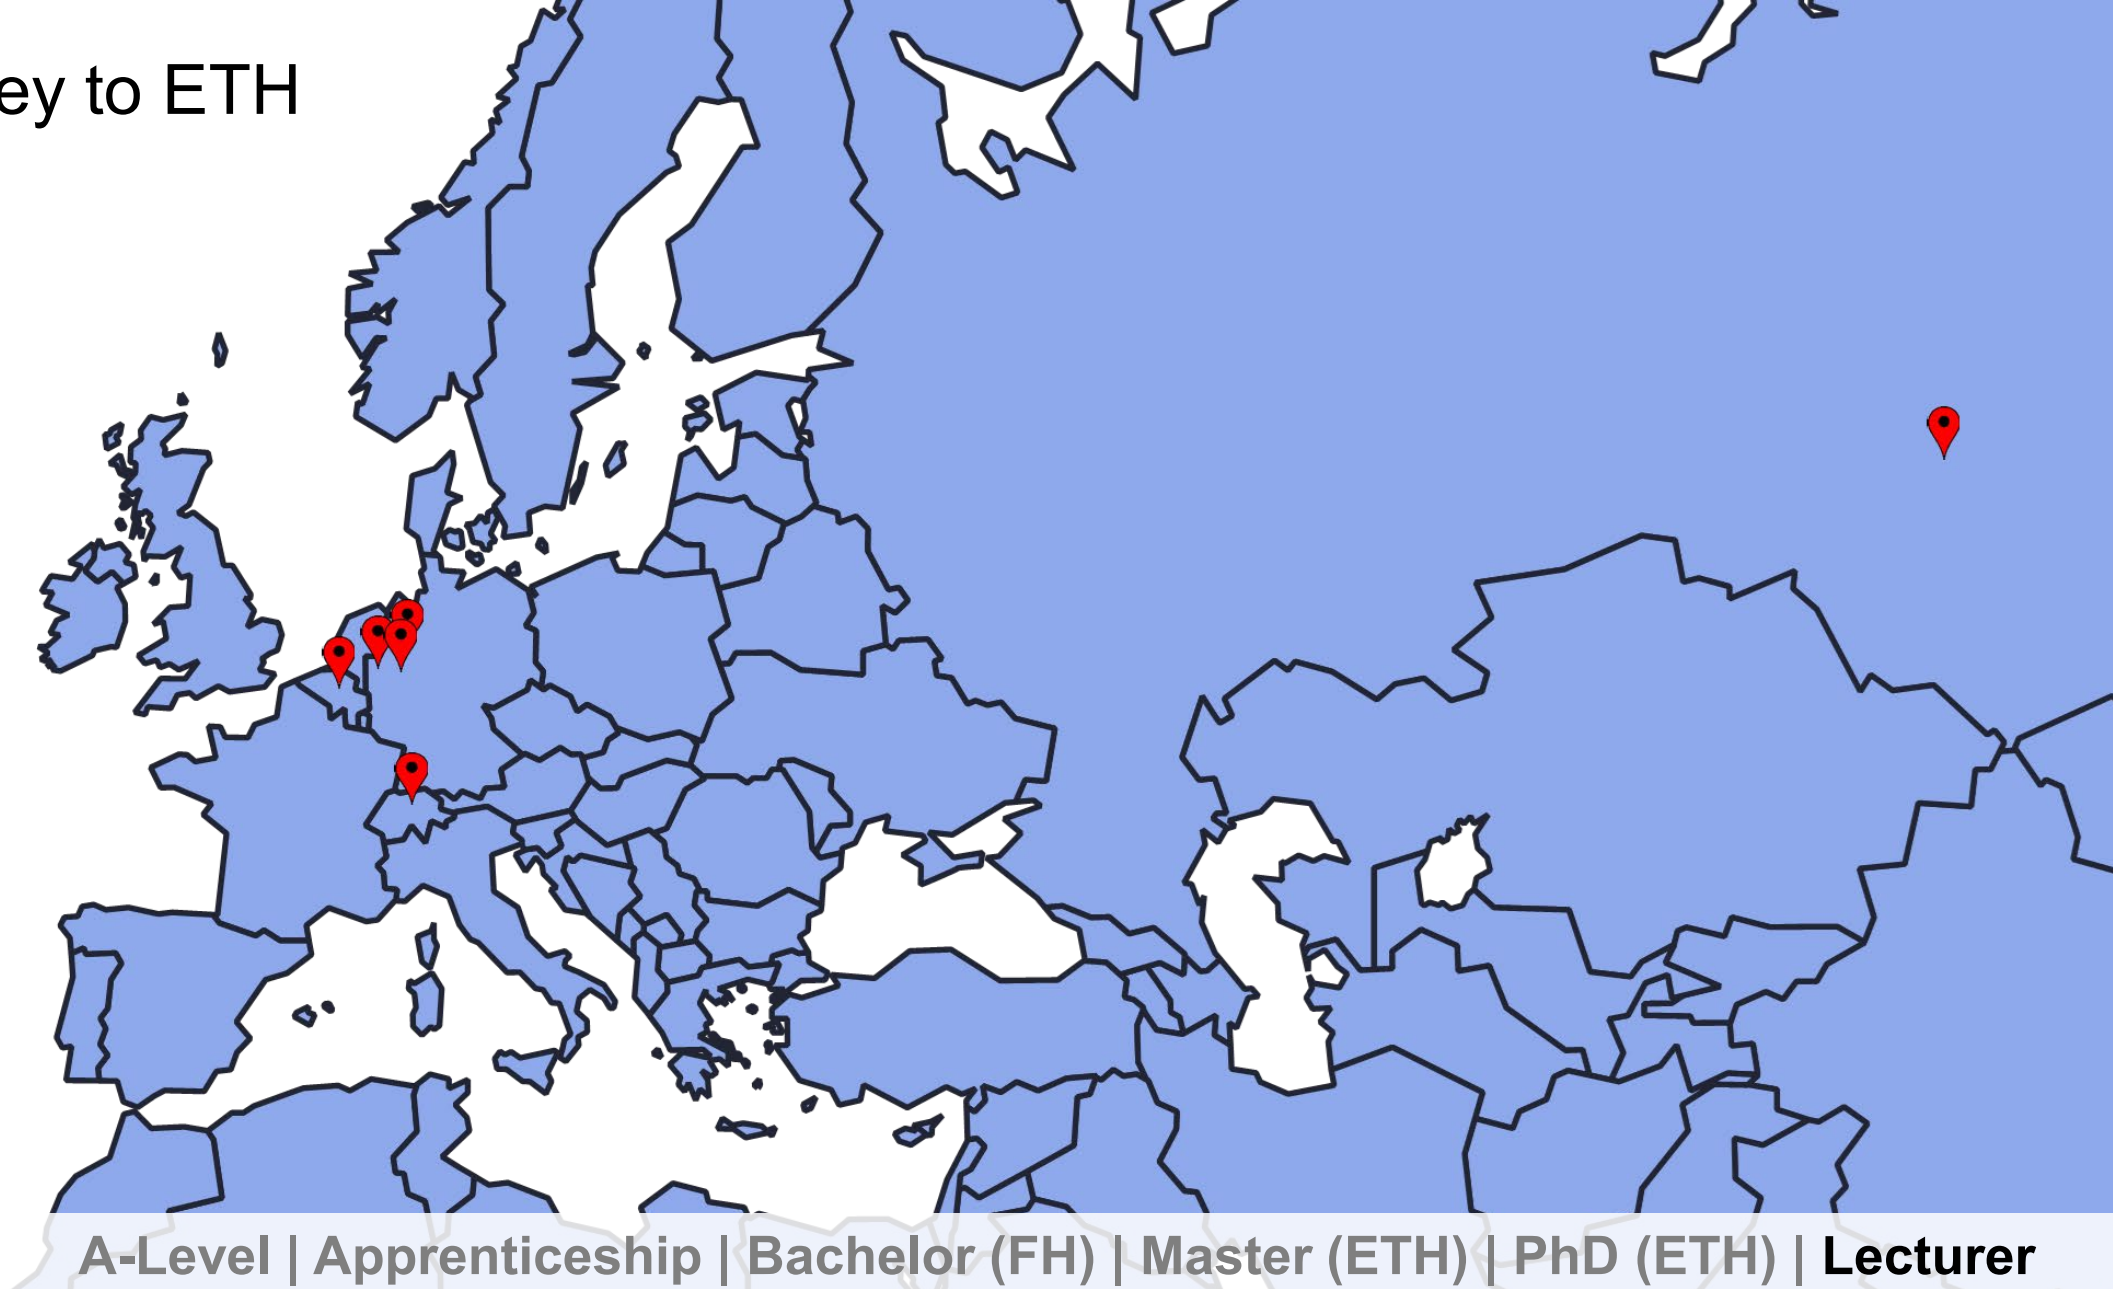 ey to ETH
A-Level | Apprenticeship | Bachelor (FH) | Master (ETH) | PhD (ETH) | Lecturer